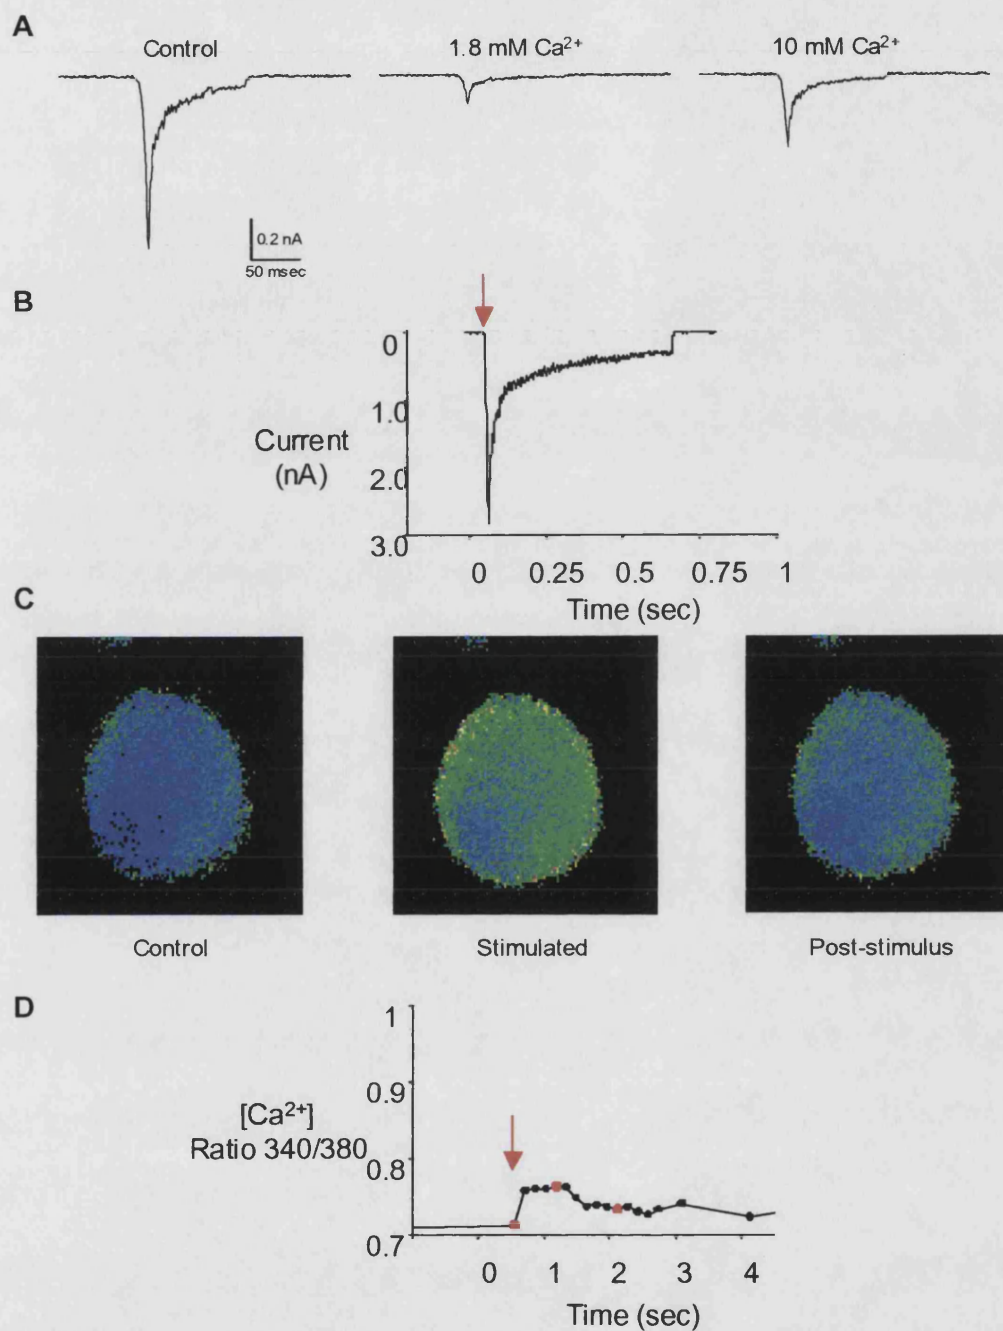 A
Control
1.8 mM Ca²⁺
10 mM Ca²⁺
0.2 nA
50 msec
B
0
1.0
2.0
3.0
Current
(nA)
0 0.25 0.5 0.75 1
Time (sec)
C
Control
Stimulated
Post-stimulus
D
1
0.9
0.8
0.7
[Ca²⁺]
Ratio 340/380
0 1 2 3 4
Time (sec)